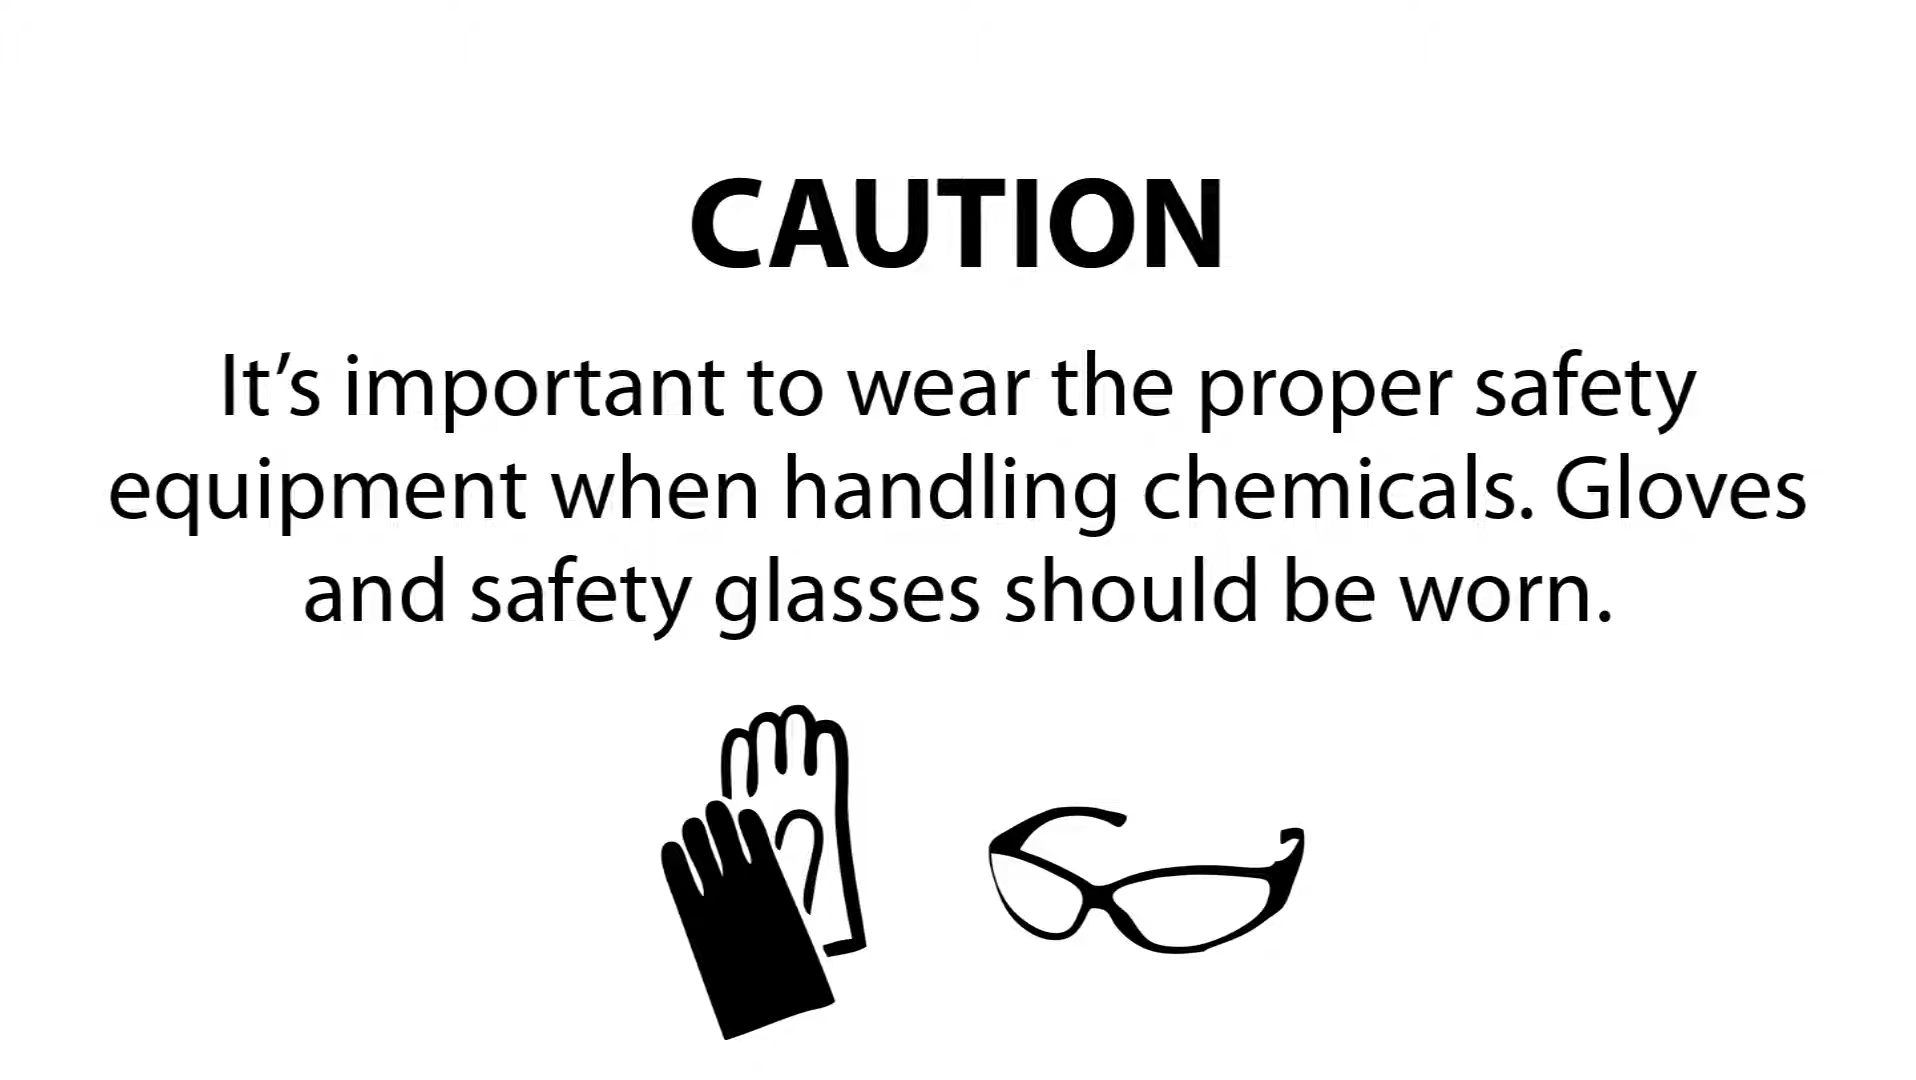 CAUTION
It’s important to wear the proper safety
equipment when handling chemicals. Gloves
and safety glasses should be worn.